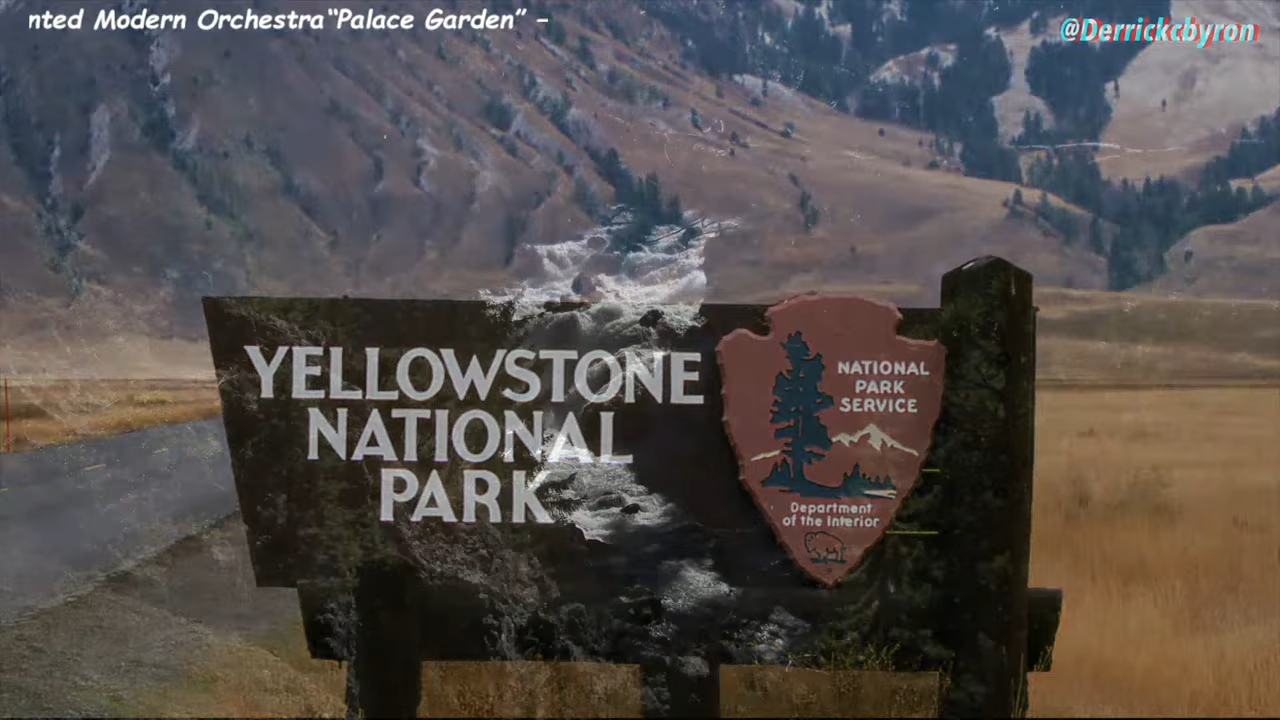 nted Modern Orchestra“Palace Garden” –
@Derrickcbyron
YELLOWSTONE
NATIONAL
PARK
NATIONAL
PARK
SERVICE
Department
of the Interior